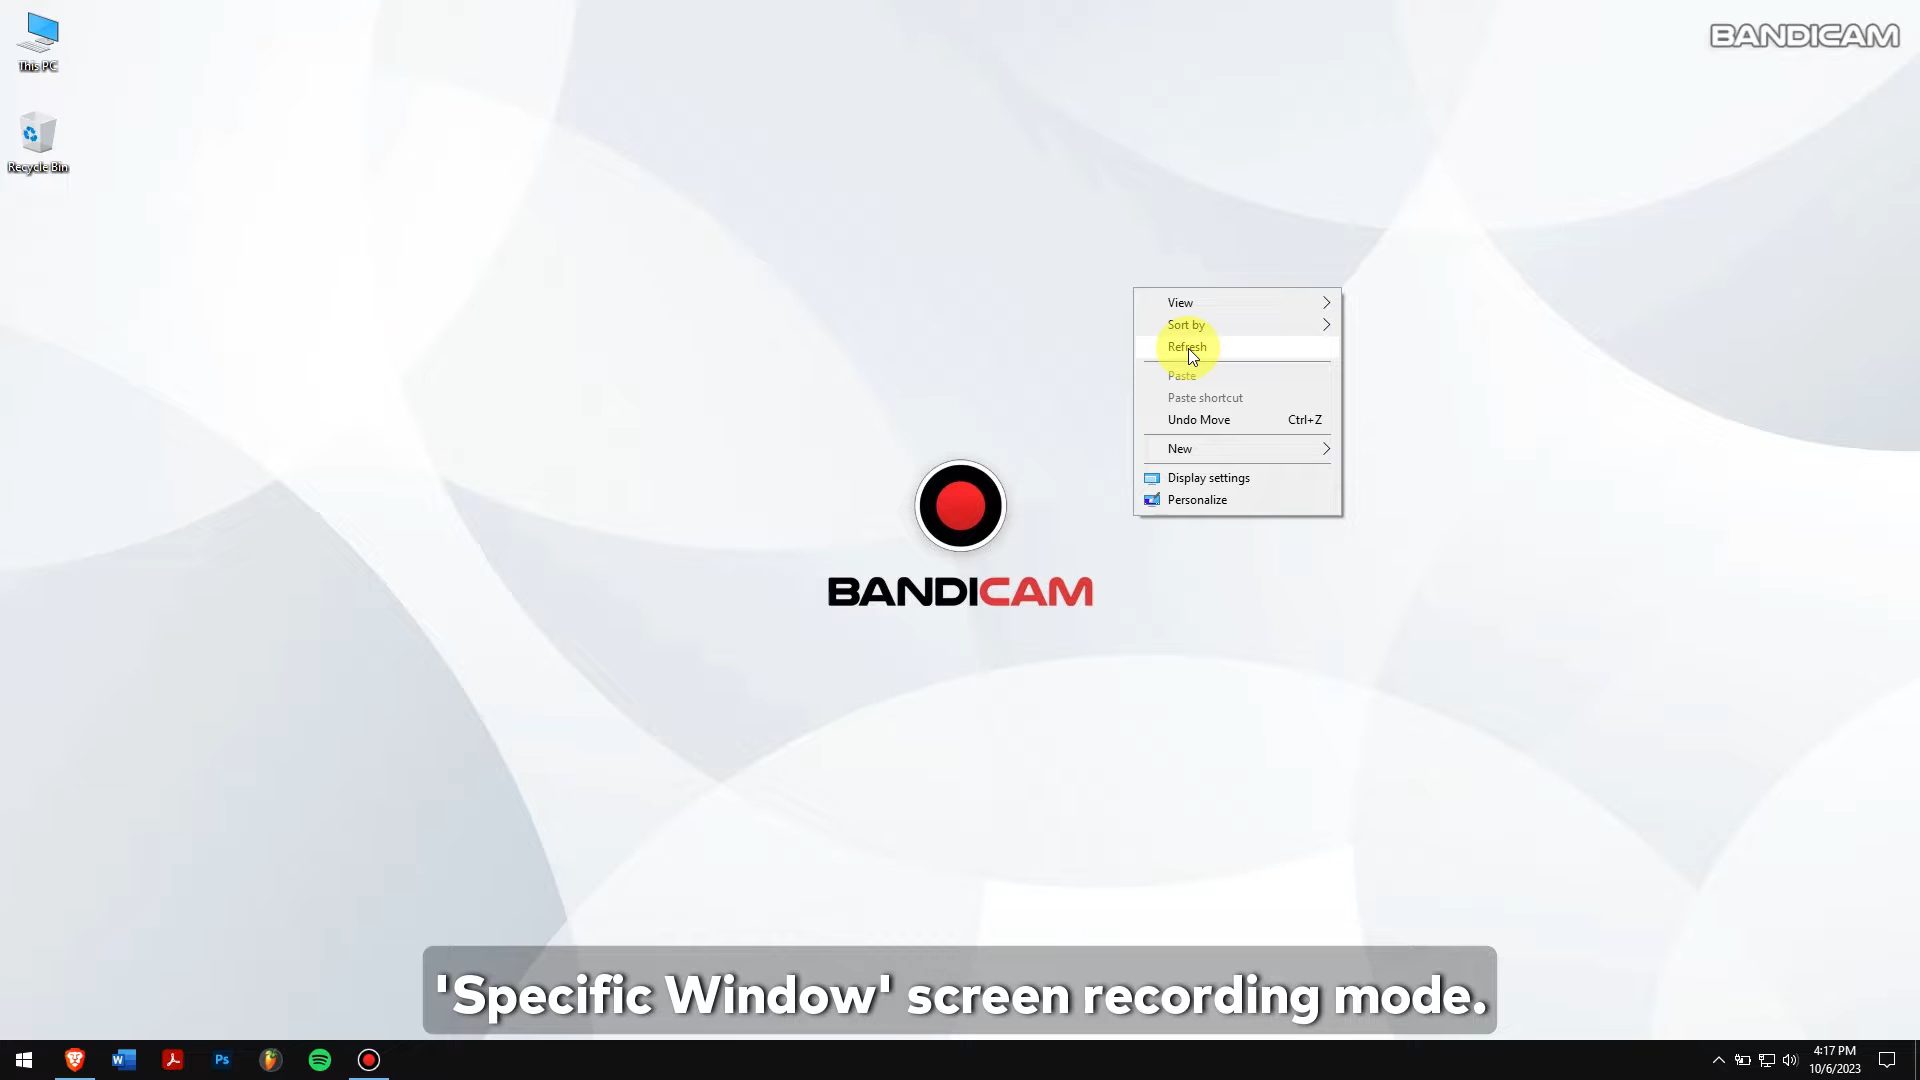 This PC
Recycle Bin
BANDICAM
View
Sort by
Refresh
Paste
Paste shortcut
Undo Move Ctrl+Z
New
Display settings
Personalize
BANDICAM
'Specific Window' screen recording mode.
W
Ps
4:17 PM
10/6/2023